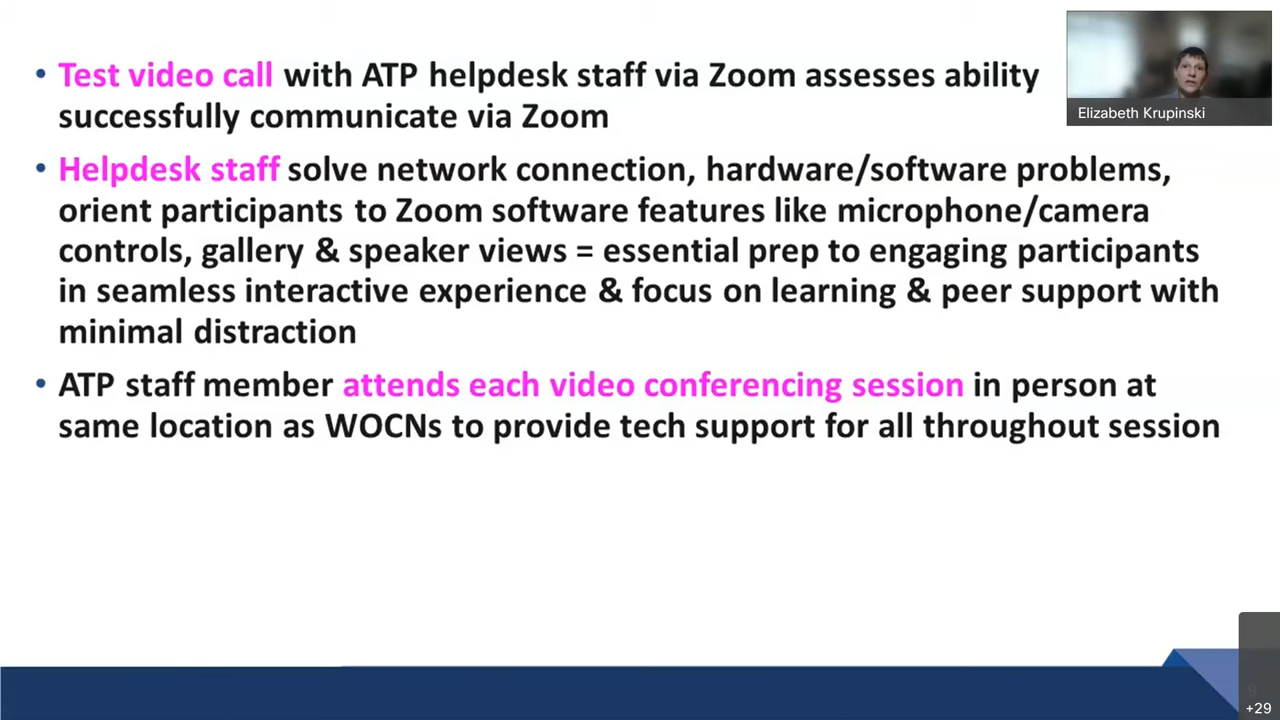 • Test video call with ATP helpdesk staff via Zoom assesses ability
successfully communicate via Zoom
• Helpdesk staff solve network connection, hardware/software problems,
orient participants to Zoom software features like microphone/camera
controls, gallery & speaker views = essential prep to engaging participants
in seamless interactive experience & focus on learning & peer support with
minimal distraction
• ATP staff member attends each video conferencing session in person at
same location as WOCNs to provide tech support for all throughout session
Elizabeth Krupinski
9
+29